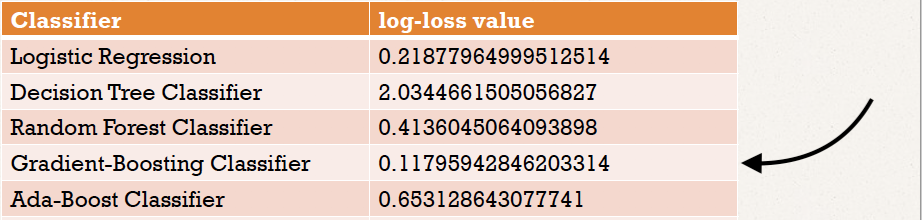 Classifier log-loss value
Logistic Regression 0.21877964999512514
Decision Tree Classifier 2.0344661505056827
Random Forest Classifier 0.4136045064093898
Gradient-Boosting Classifier 0.11795942846203314
Ada-Boost Classifier 0.653128643077741